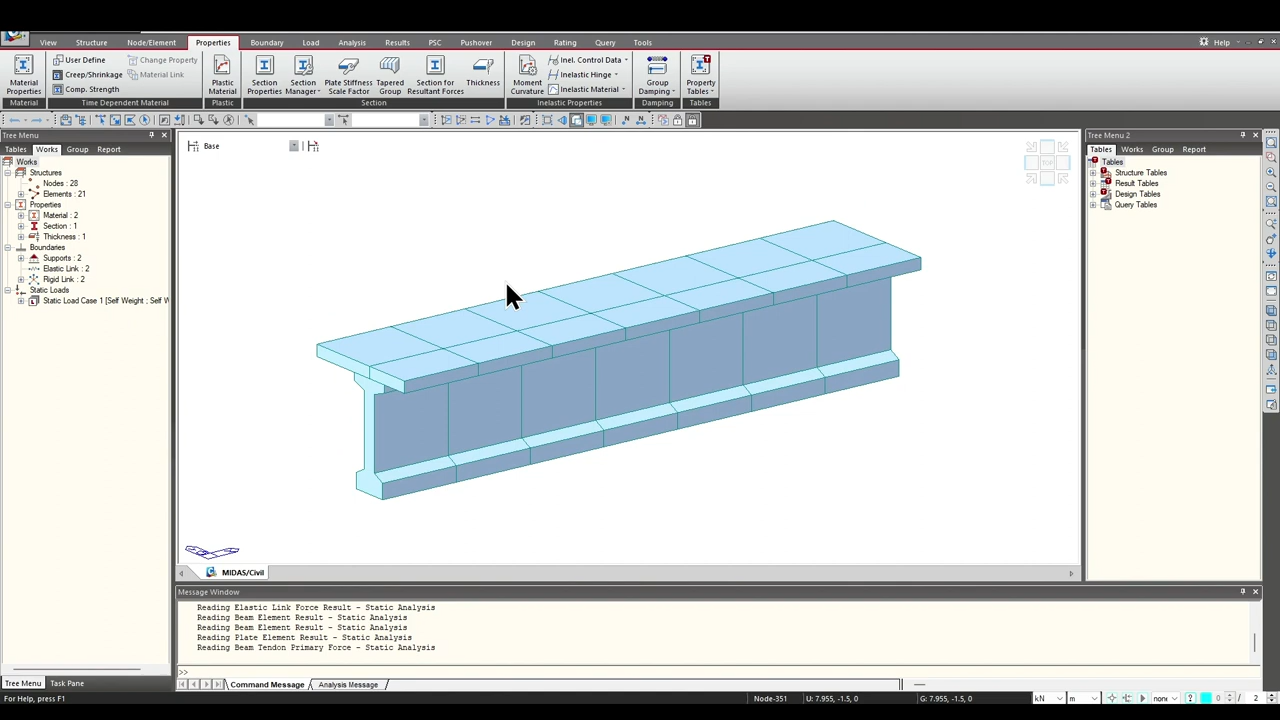 View Structure Node/Element Properties Boundary Load Analysis Results PSC Pushover Design Rating Query Tools Help
User Define Change Property
Creep/Shrinkage Material Link
Comp. Strength
Material Properties
Plastic Material
Section Properties
Section Manager
Plate Stiffness Scale Factor
Tapered Group
Section for Resultant Forces
Thickness
Moment Curvature
Inel. Control Data
Inelastic Hinge
Inelastic Material
Group Damping
Property Tables
Material Time Dependent Material Plastic Section Inelastic Properties Damping Tables
Tree Menu
Tables Works Group Report
Works
Structures
Nodes : 28
Elements : 21
Properties
Material : 2
Section : 1
Thickness : 1
Boundaries
Supports : 2
Elastic Link : 2
Rigid Link : 2
Static Loads
Static Load Case 1 [Self Weight ; Self W
Base
TOP
MIDAS/Civil
Tree Menu 2
Tables Works Group Report
Tables
Structure Tables
Result Tables
Design Tables
Query Tables
Message Window
Reading Elastic Link Force Result - Static Analysis
Reading Beam Element Result - Static Analysis
Reading Beam Element Result - Static Analysis
Reading Plate Element Result - Static Analysis
Reading Beam Tendon Primary Force - Static Analysis
>>
Command Message Analysis Message
Tree Menu Task Pane
For Help, press F1
Node-351
U: 7.955, -1.5, 0
G: 7.955, -1.5, 0
kN
m
none
0 / 2